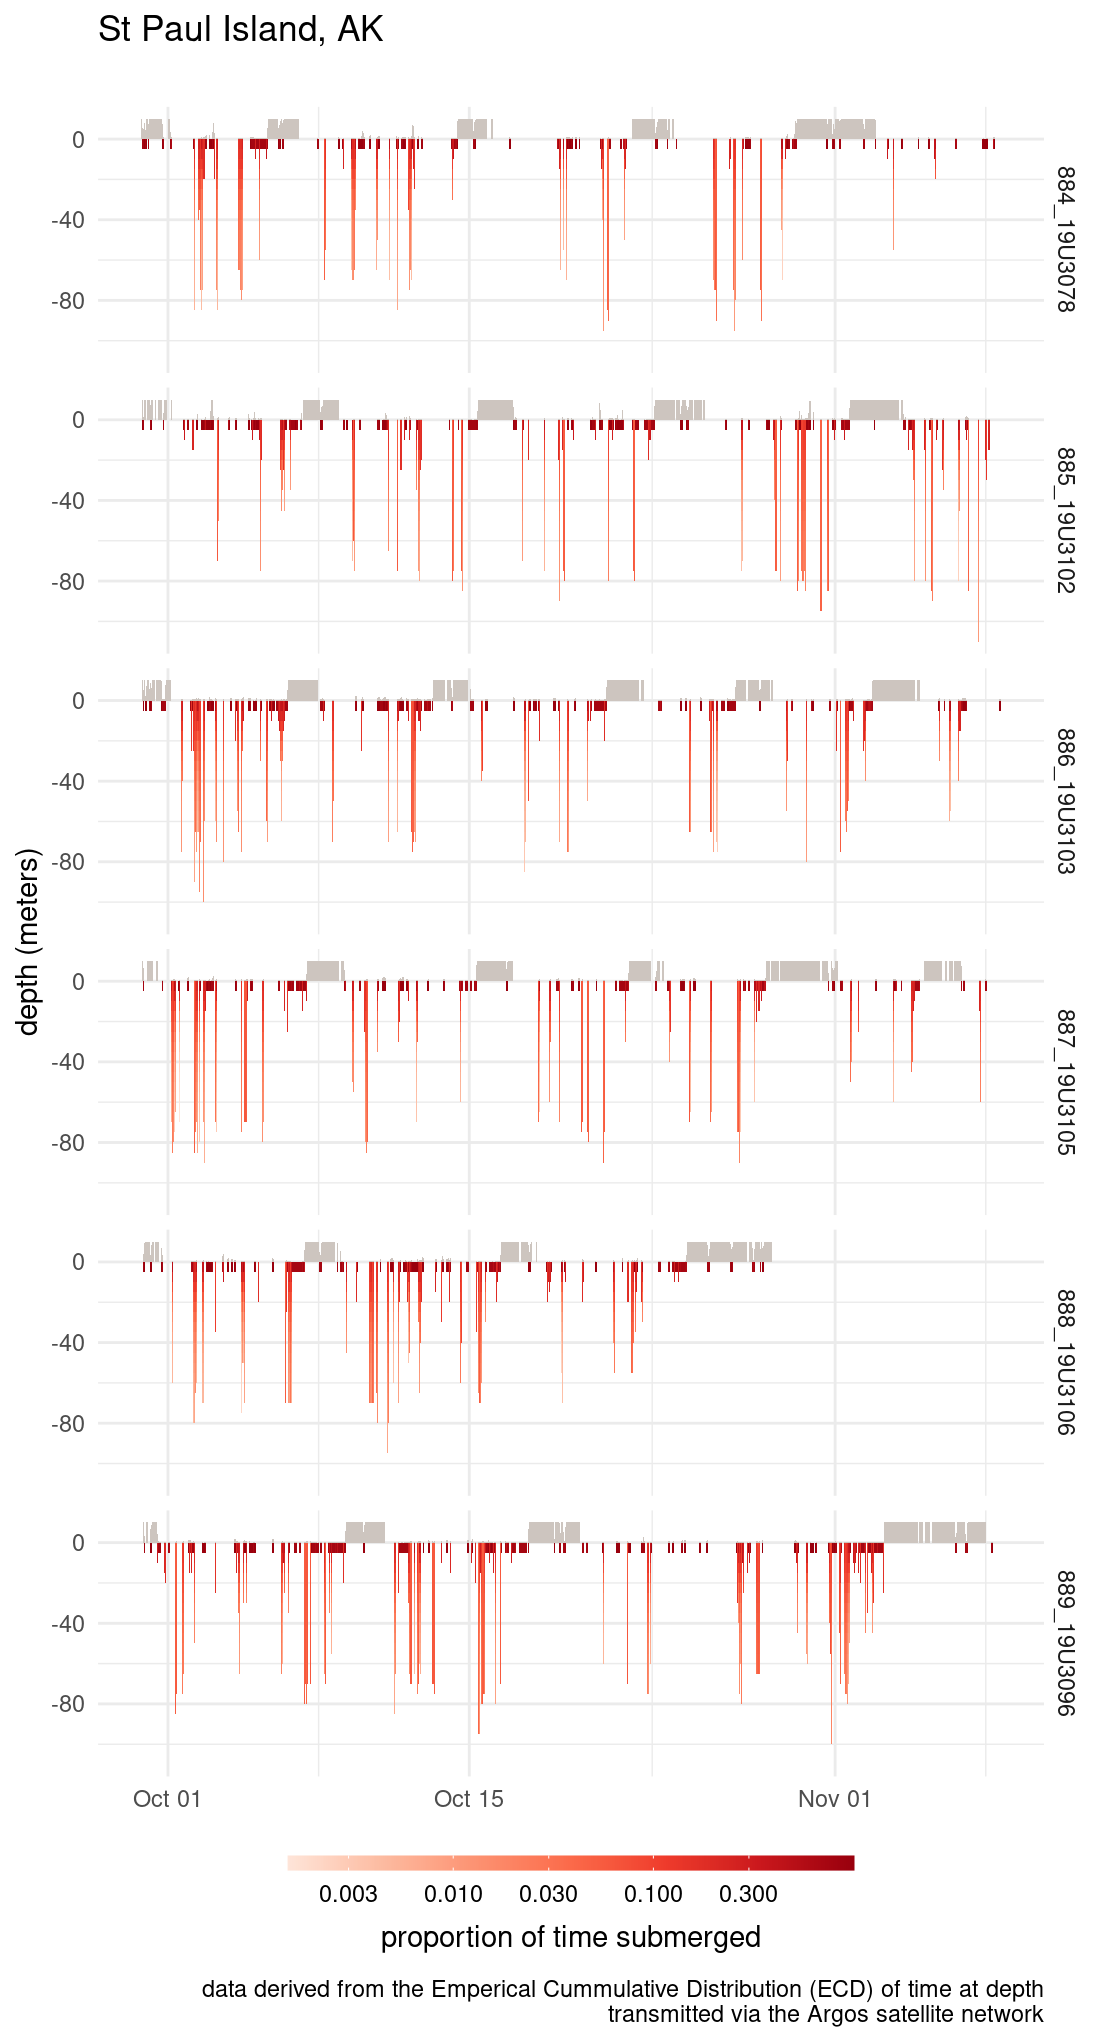 St Paul Island, AK
depth (meters)
0
-40
-80
884_19U3078
0
-40
-80
885_19U3102
0
-40
-80
886_19U3103
0
-40
-80
887_19U3105
0
-40
-80
888_19U3106
0
-40
-80
889_19U3096
Oct 01 Oct 15 Nov 01
0.003 0.010 0.030 0.100 0.300
proportion of time submerged
data derived from the Emperical Cummulative Distribution (ECD) of time at depth
transmitted via the Argos satellite network